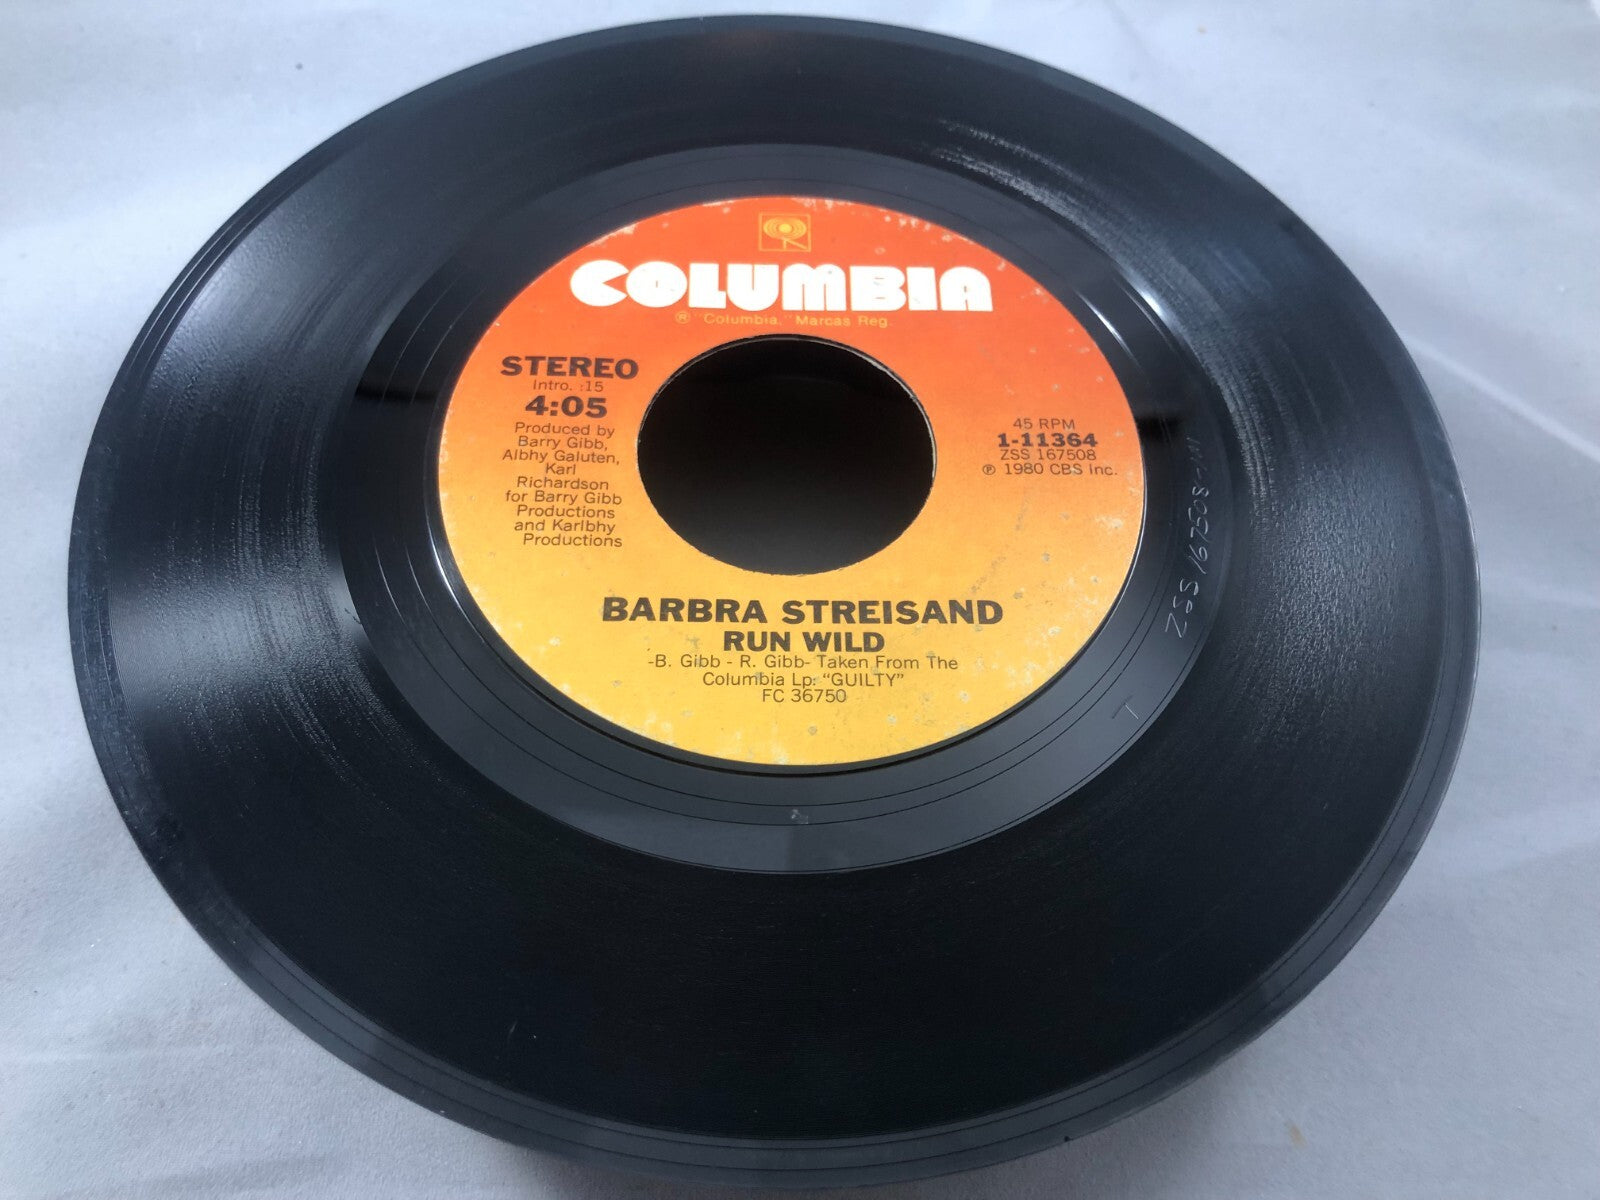 COLUMBIA
® "Columbia," Marcas Reg.
STEREO
Intro. :15
4:05
Produced by
Barry Gibb,
Albhy Galuten,
Karl
Richardson
for Barry Gibb
Productions
and Karlbhy
Productions
45 RPM
1-11364
ZSS 167508
℗ 1980 CBS Inc.
BARBRA STREISAND
RUN WILD
-B. Gibb - R. Gibb- Taken From The
Columbia Lp: "GUILTY"
FC 36750
ZSS 167508
T